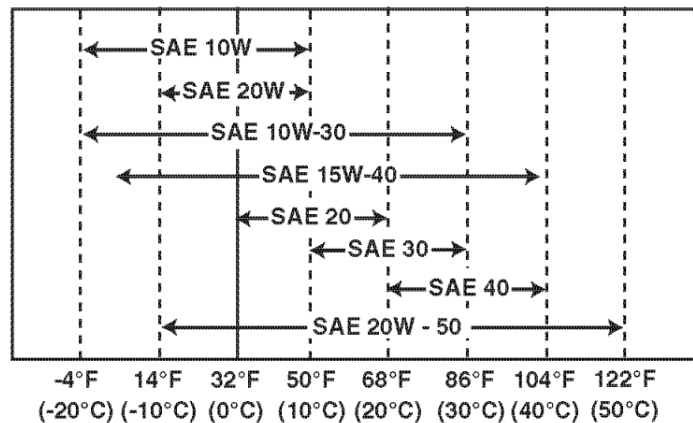 SAE 10W
SAE 20W
SAE 10W-30
SAE 15W-40
SAE 20
SAE 30
SAE 40
SAE 20W - 50
-4°F 14°F 32°F 50°F 68°F 86°F 104°F 122°F
(-20°C) (-10°C) (0°C) (10°C) (20°C) (30°C) (40°C) (50°C)